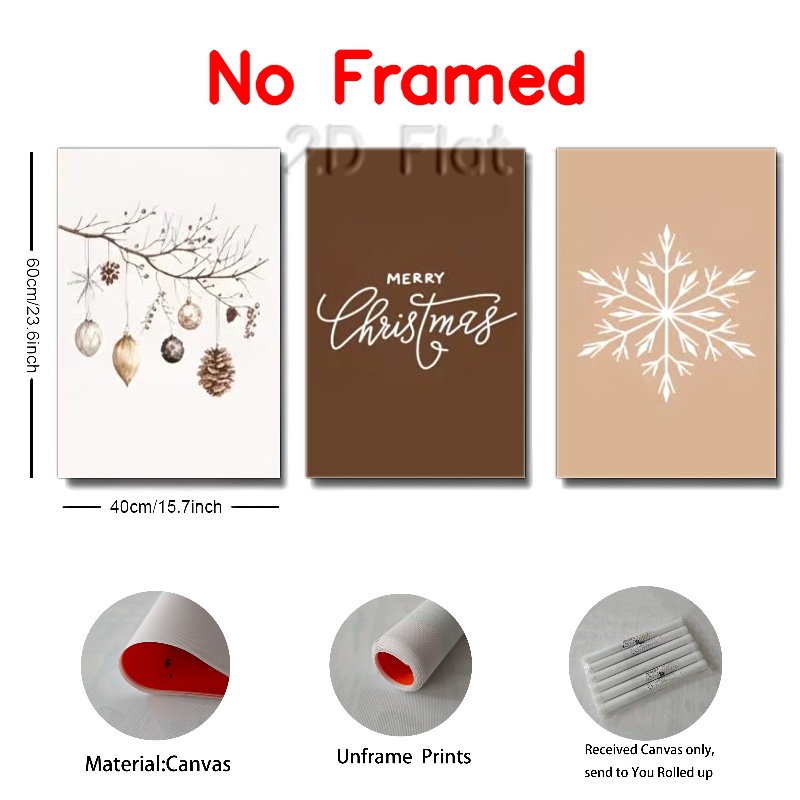 No Framed
2D Flat
60cm/23.6inch
MERRY
Christmas
40cm/15.7inch
Material:Canvas
Unframe Prints
Received Canvas only,
send to You Rolled up